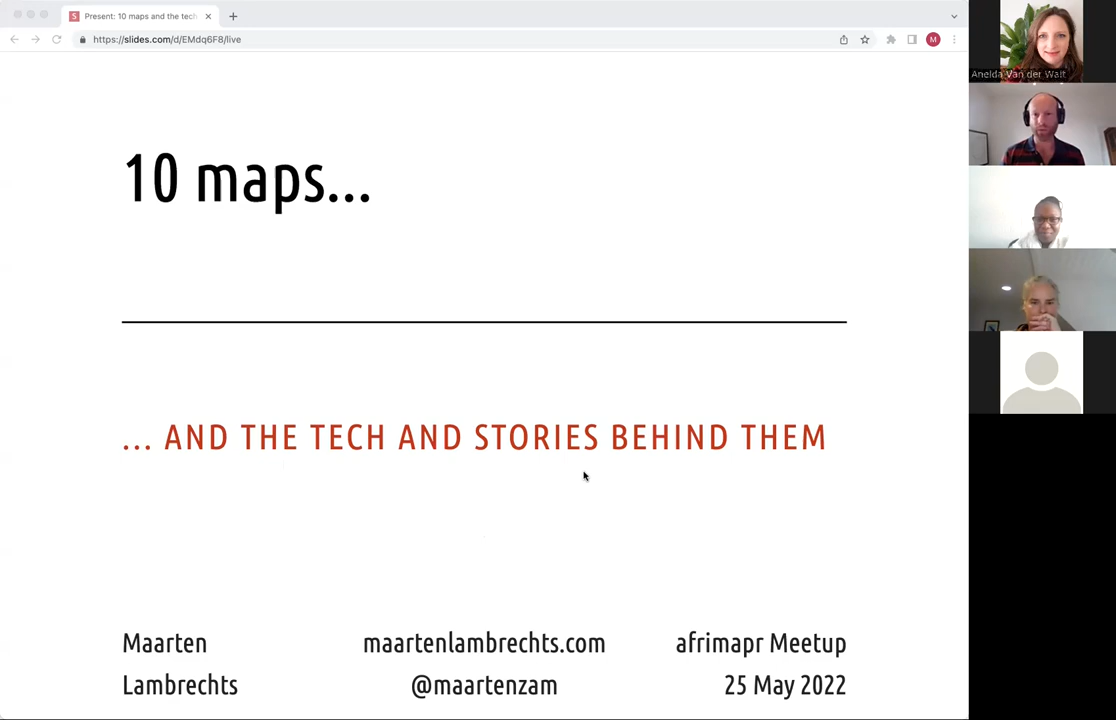 Present: 10 maps and the tech
https://slides.com/d/EMdq6F8/live
M
Anelda Van der Walt
10 maps...
... AND THE TECH AND STORIES BEHIND THEM
Maarten
Lambrechts
maartenlambrechts.com
@maartenzam
afrimapr Meetup
25 May 2022